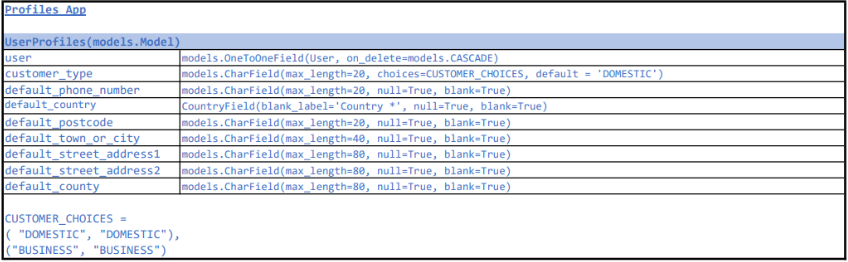 Profiles App
UserProfiles(models.Model)
user models.OneToOneField(User, on_delete=models.CASCADE)
customer_type models.CharField(max_length=20, choices=CUSTOMER_CHOICES, default = 'DOMESTIC')
default_phone_number models.CharField(max_length=20, null=True, blank=True)
default_country CountryField(blank_label='Country *', null=True, blank=True)
default_postcode models.CharField(max_length=20, null=True, blank=True)
default_town_or_city models.CharField(max_length=40, null=True, blank=True)
default_street_address1 models.CharField(max_length=80, null=True, blank=True)
default_street_address2 models.CharField(max_length=80, null=True, blank=True)
default_county models.CharField(max_length=80, null=True, blank=True)
CUSTOMER_CHOICES =
( "DOMESTIC", "DOMESTIC"),
("BUSINESS", "BUSINESS")